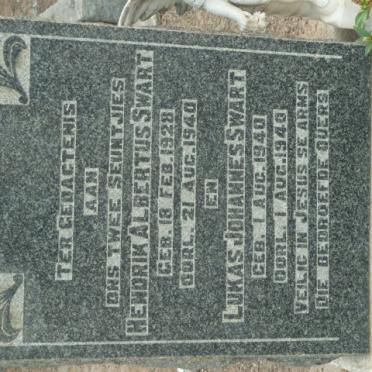 TER GEDAGTENIS
AAN
ONS TWEE SEUNTJIES
HENDRIK ALBERTUS SWART
GEB. 18 FEB. 1928
OORL. 21 AUG. 1940
EN
LUKAS JOHANNES SWART
GEB. 1 AUG. 1940
OORL. 1 AUG. 1940
VEILIG IN JESUS SE ARMS
DIE BEDROEFDE OUERS